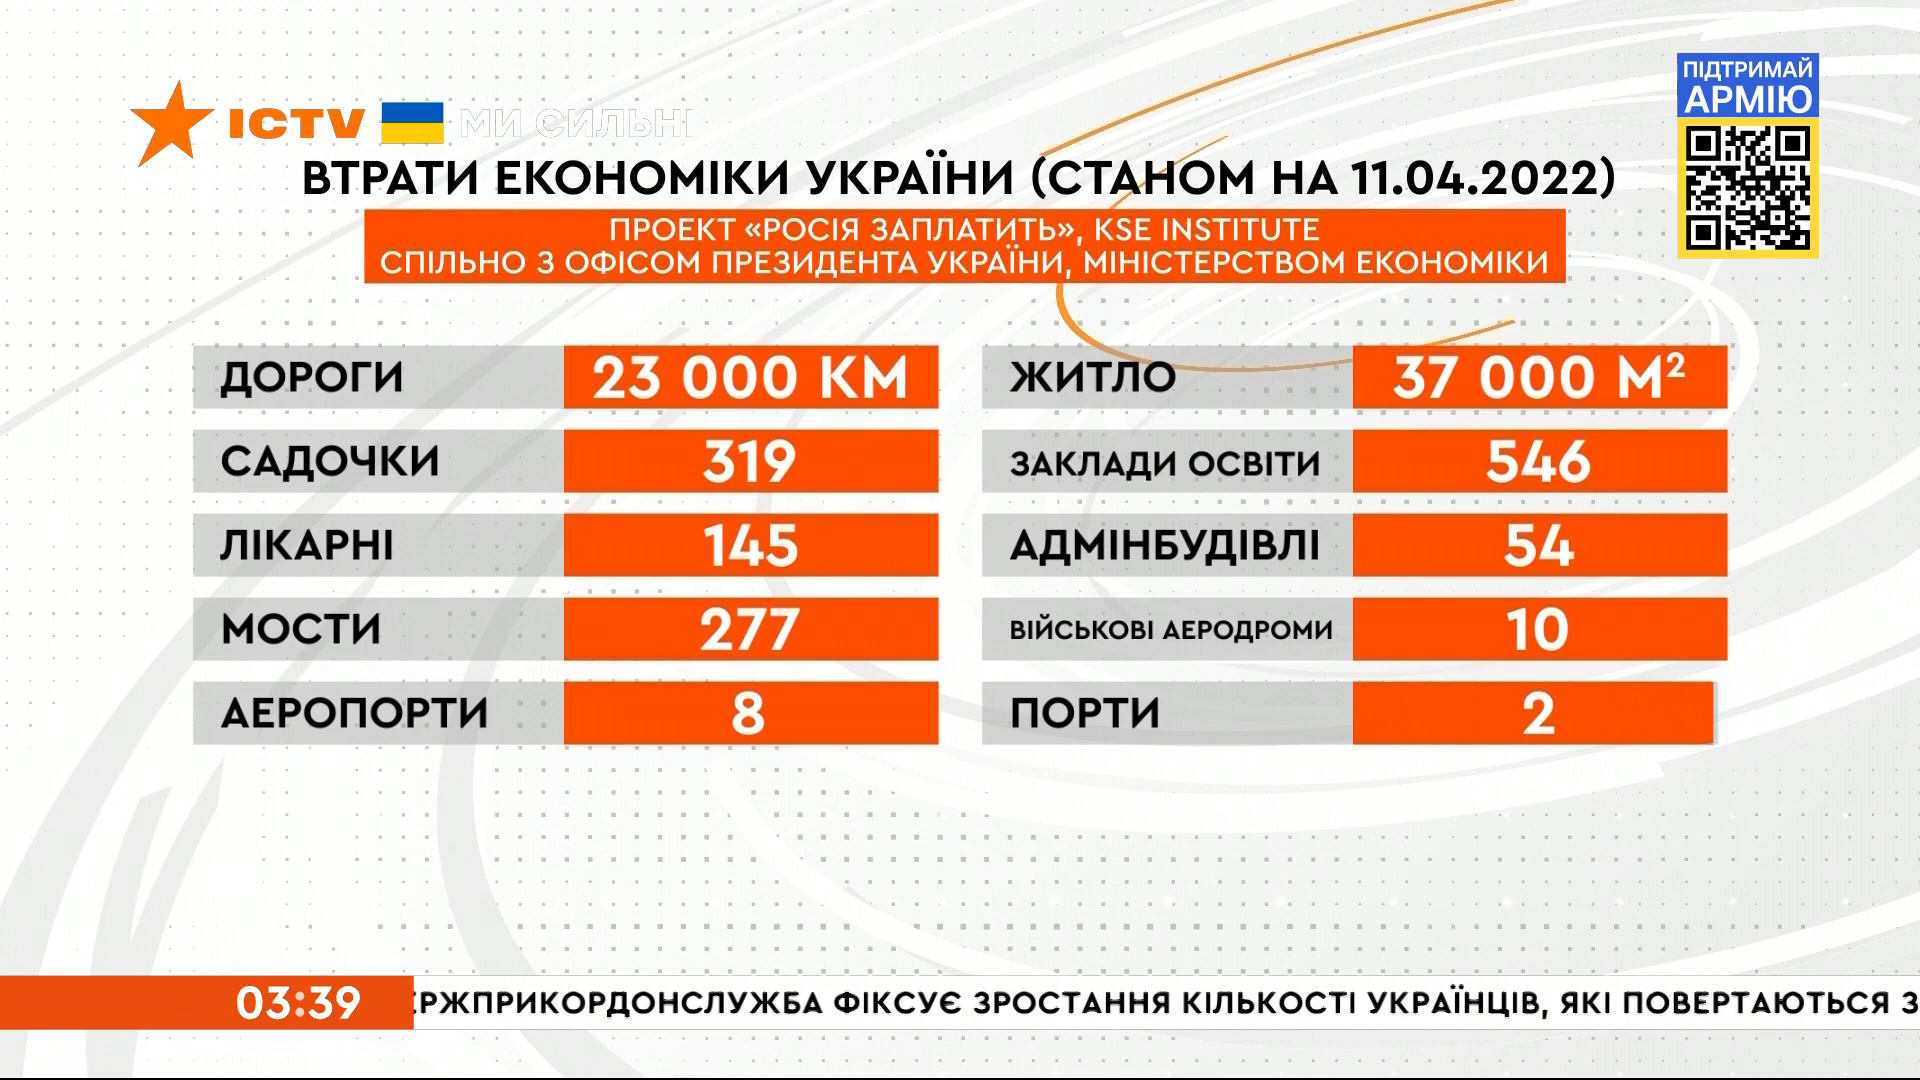 ПІДТРИМАЙ
АРМІЮ
ICTV МИ СИЛЬНІ
ВТРАТИ ЕКОНОМІКИ УКРАЇНИ (СТАНОМ НА 11.04.2022)
ПРОЕКТ «РОСІЯ ЗАПЛАТИТЬ», KSE INSTITUTE
СПІЛЬНО З ОФІСОМ ПРЕЗИДЕНТА УКРАЇНИ, МІНІСТЕРСТВОМ ЕКОНОМІКИ
ДОРОГИ 23 000 КМ
САДОЧКИ 319
ЛІКАРНІ 145
МОСТИ 277
АЕРОПОРТИ 8
ЖИТЛО 37 000 М²
ЗАКЛАДИ ОСВІТИ 546
АДМІНБУДІВЛІ 54
ВІЙСЬКОВІ АЕРОДРОМИ 10
ПОРТИ 2
03:39 ЕРЖПРИКОРДОНСЛУЖБА ФІКСУЄ ЗРОСТАННЯ КІЛЬКОСТІ УКРАЇНЦІВ, ЯКІ ПОВЕРТАЮТЬСЯ З